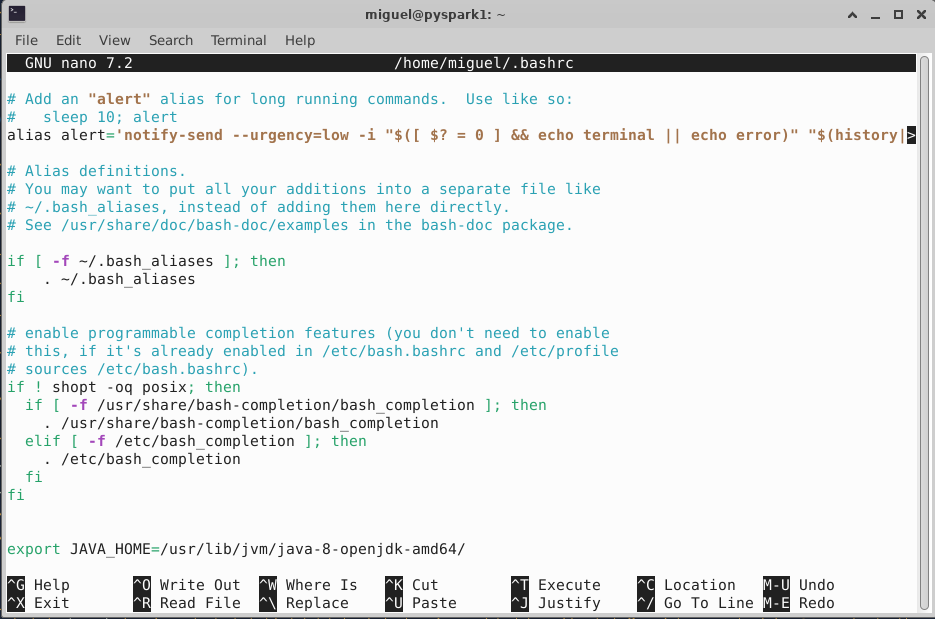 miguel@pyspark1: ~
File Edit View Search Terminal Help
GNU nano 7.2 /home/miguel/.bashrc
# Add an "alert" alias for long running commands.  Use like so:
#   sleep 10; alert
alias alert='notify-send --urgency=low -i "$([ $? = 0 ] && echo terminal || echo error)" "$(history|>
# Alias definitions.
# You may want to put all your additions into a separate file like
# ~/.bash_aliases, instead of adding them here directly.
# See /usr/share/doc/bash-doc/examples in the bash-doc package.
if [ -f ~/.bash_aliases ]; then
    . ~/.bash_aliases
fi
# enable programmable completion features (you don't need to enable
# this, if it's already enabled in /etc/bash.bashrc and /etc/profile
# sources /etc/bash.bashrc).
if ! shopt -oq posix; then
  if [ -f /usr/share/bash-completion/bash_completion ]; then
    . /usr/share/bash-completion/bash_completion
  elif [ -f /etc/bash_completion ]; then
    . /etc/bash_completion
  fi
fi
export JAVA_HOME=/usr/lib/jvm/java-8-openjdk-amd64/
^G Help ^O Write Out ^W Where Is ^K Cut ^T Execute ^C Location M-U Undo
^X Exit ^R Read File ^\ Replace ^U Paste ^J Justify ^/ Go To Line M-E Redo